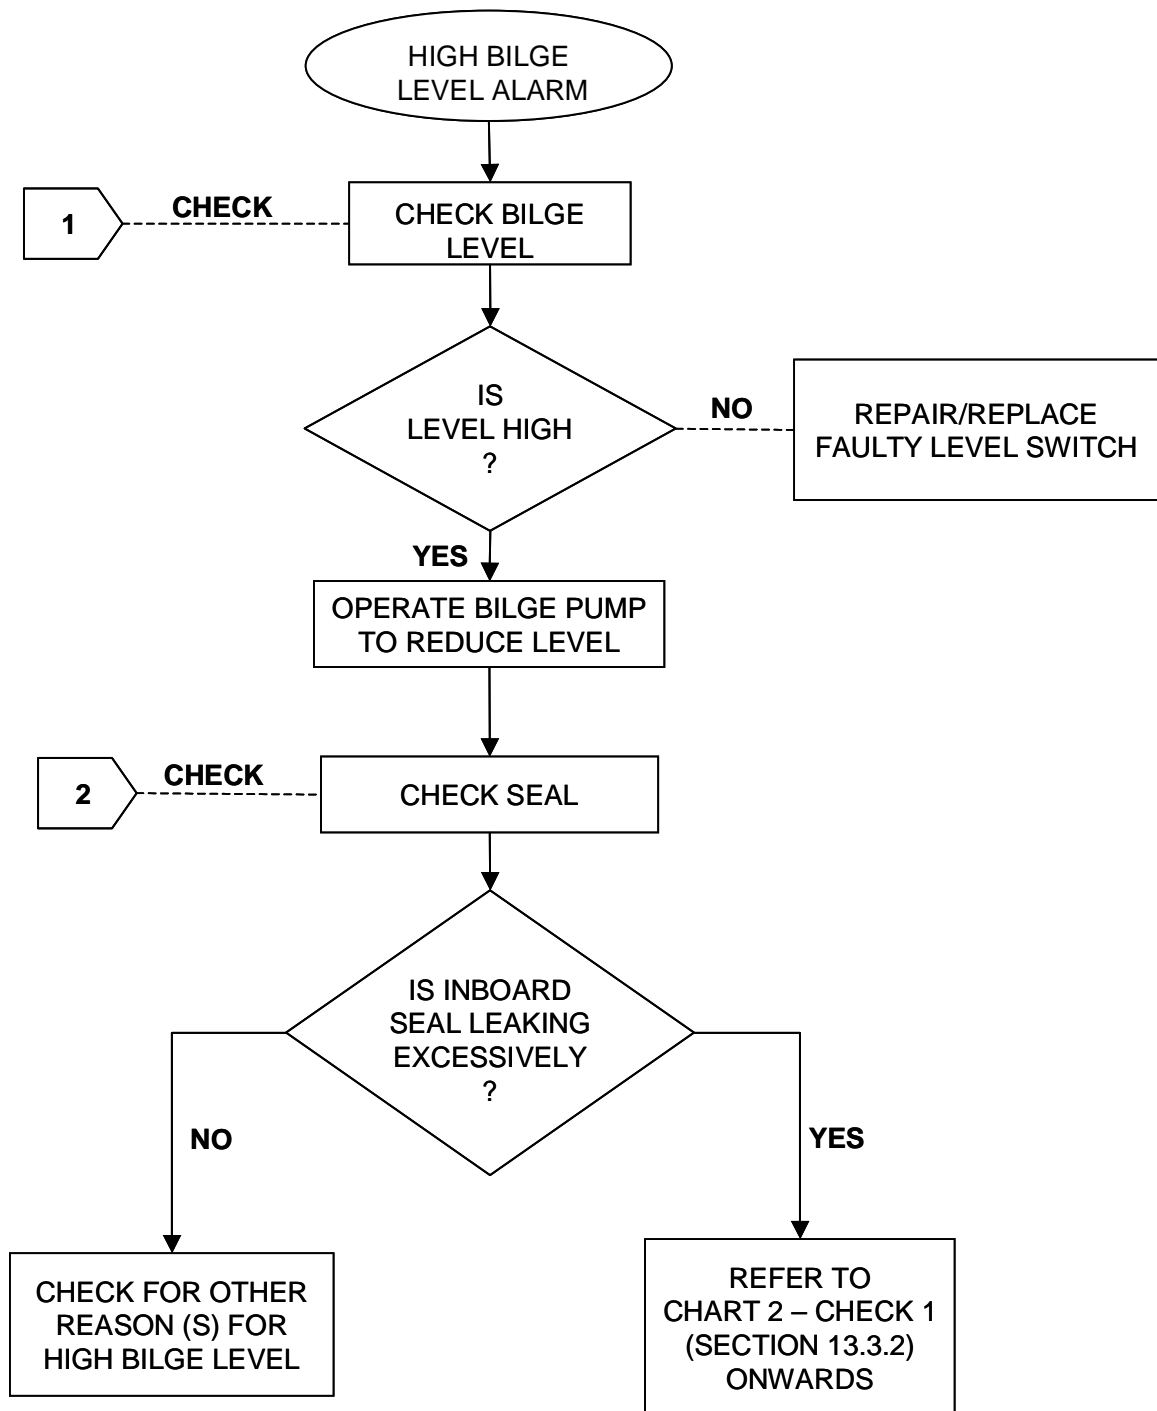 HIGH BILGE
LEVEL ALARM
1
CHECK
CHECK BILGE
LEVEL
IS
LEVEL HIGH
?
NO
REPAIR/REPLACE
FAULTY LEVEL SWITCH
YES
OPERATE BILGE PUMP
TO REDUCE LEVEL
2
CHECK
CHECK SEAL
IS INBOARD
SEAL LEAKING
EXCESSIVELY
?
NO
YES
CHECK FOR OTHER
REASON (S) FOR
HIGH BILGE LEVEL
REFER TO
CHART 2 – CHECK 1
(SECTION 13.3.2)
ONWARDS